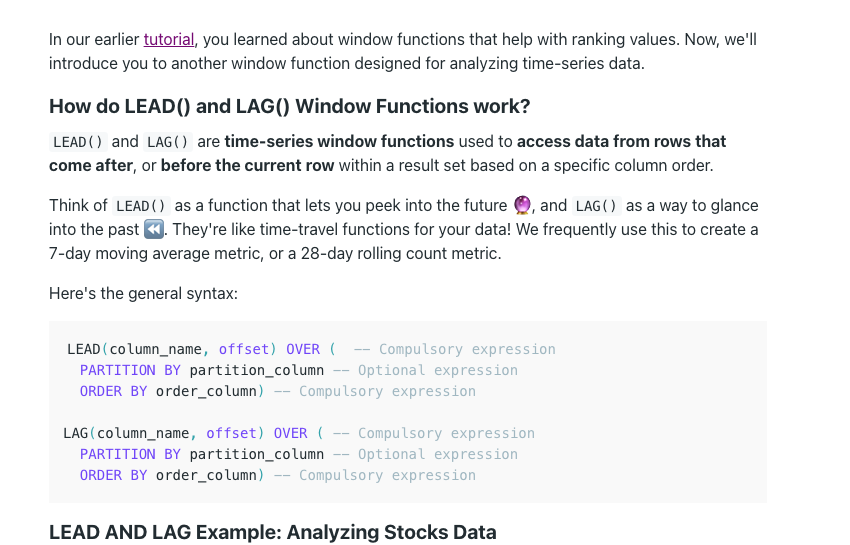 In our earlier tutorial, you learned about window functions that help with ranking values. Now, we'll
introduce you to another window function designed for analyzing time-series data.
How do LEAD() and LAG() Window Functions work?
LEAD() and LAG() are time-series window functions used to access data from rows that
come after, or before the current row within a result set based on a specific column order.
Think of LEAD() as a function that lets you peek into the future 🔮, and LAG() as a way to glance
into the past ⏪. They're like time-travel functions for your data! We frequently use this to create a
7-day moving average metric, or a 28-day rolling count metric.
Here's the general syntax:
LEAD(column_name, offset) OVER (  -- Compulsory expression
  PARTITION BY partition_column -- Optional expression
  ORDER BY order_column) -- Compulsory expression
LAG(column_name, offset) OVER ( -- Compulsory expression
  PARTITION BY partition_column -- Optional expression
  ORDER BY order_column) -- Compulsory expression
LEAD AND LAG Example: Analyzing Stocks Data